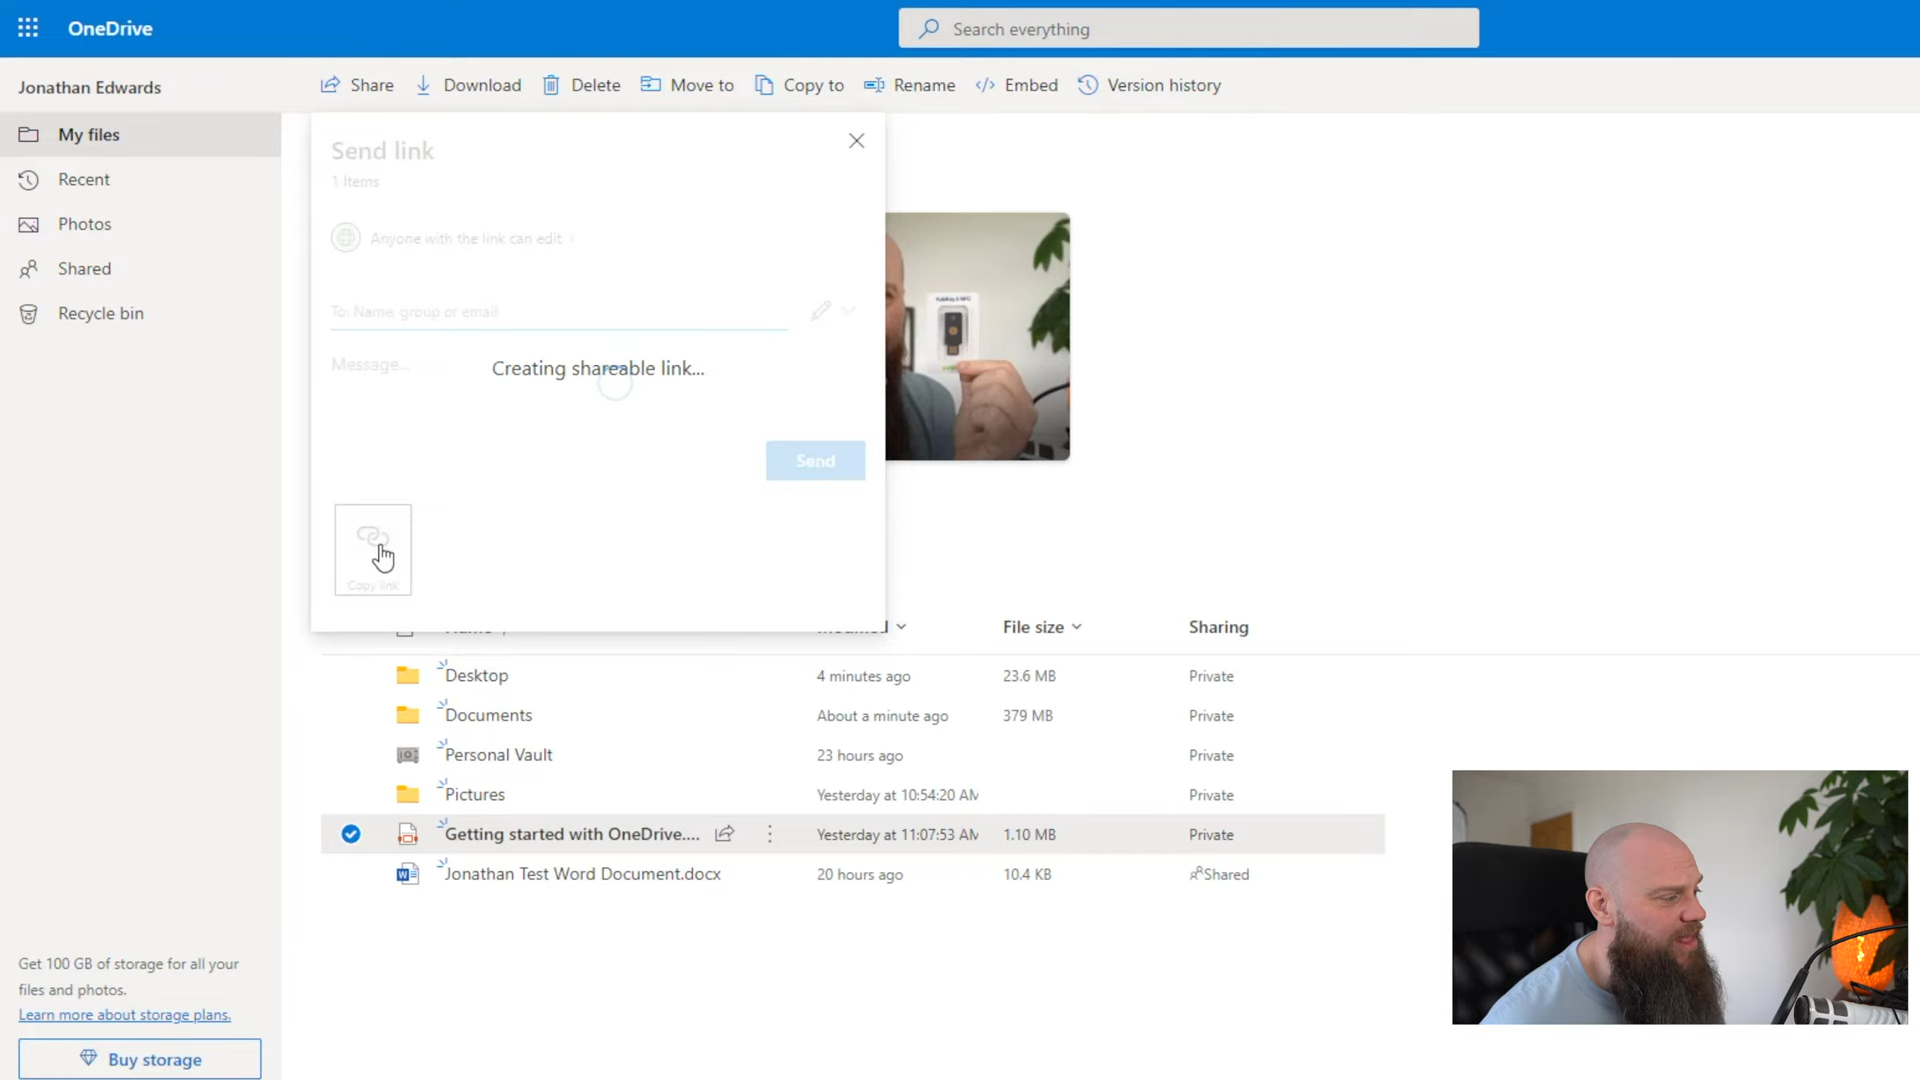 OneDrive
Search everything
Jonathan Edwards
Share
Download
Delete
Move to
Copy to
Rename
Embed
Version history
My files
Recent
Photos
Shared
Recycle bin
Send link
1 Items
Anyone with the link can edit
To: Name, group or email
Message...
Creating shareable link...
Send
Copy link
YubiKey 5 NFC
Name
Modified
File size
Sharing
Desktop
4 minutes ago
23.6 MB
Private
Documents
About a minute ago
379 MB
Private
Personal Vault
23 hours ago
Private
Pictures
Yesterday at 10:54:20 AM
Private
Getting started with OneDrive....
Yesterday at 11:07:53 AM
1.10 MB
Private
Jonathan Test Word Document.docx
20 hours ago
10.4 KB
Shared
Get 100 GB of storage for all your
files and photos.
Learn more about storage plans.
Buy storage